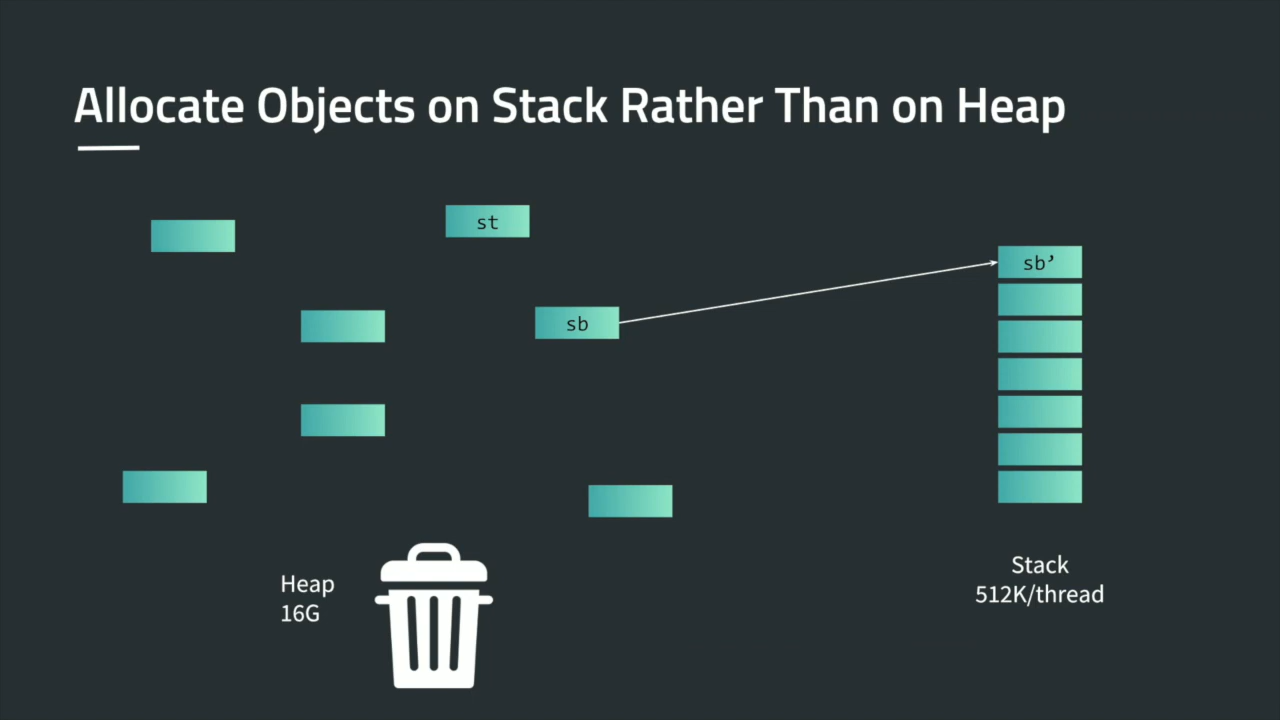 Allocate Objects on Stack Rather Than on Heap
st
sb’
sb
Heap
16G
Stack
512K/thread